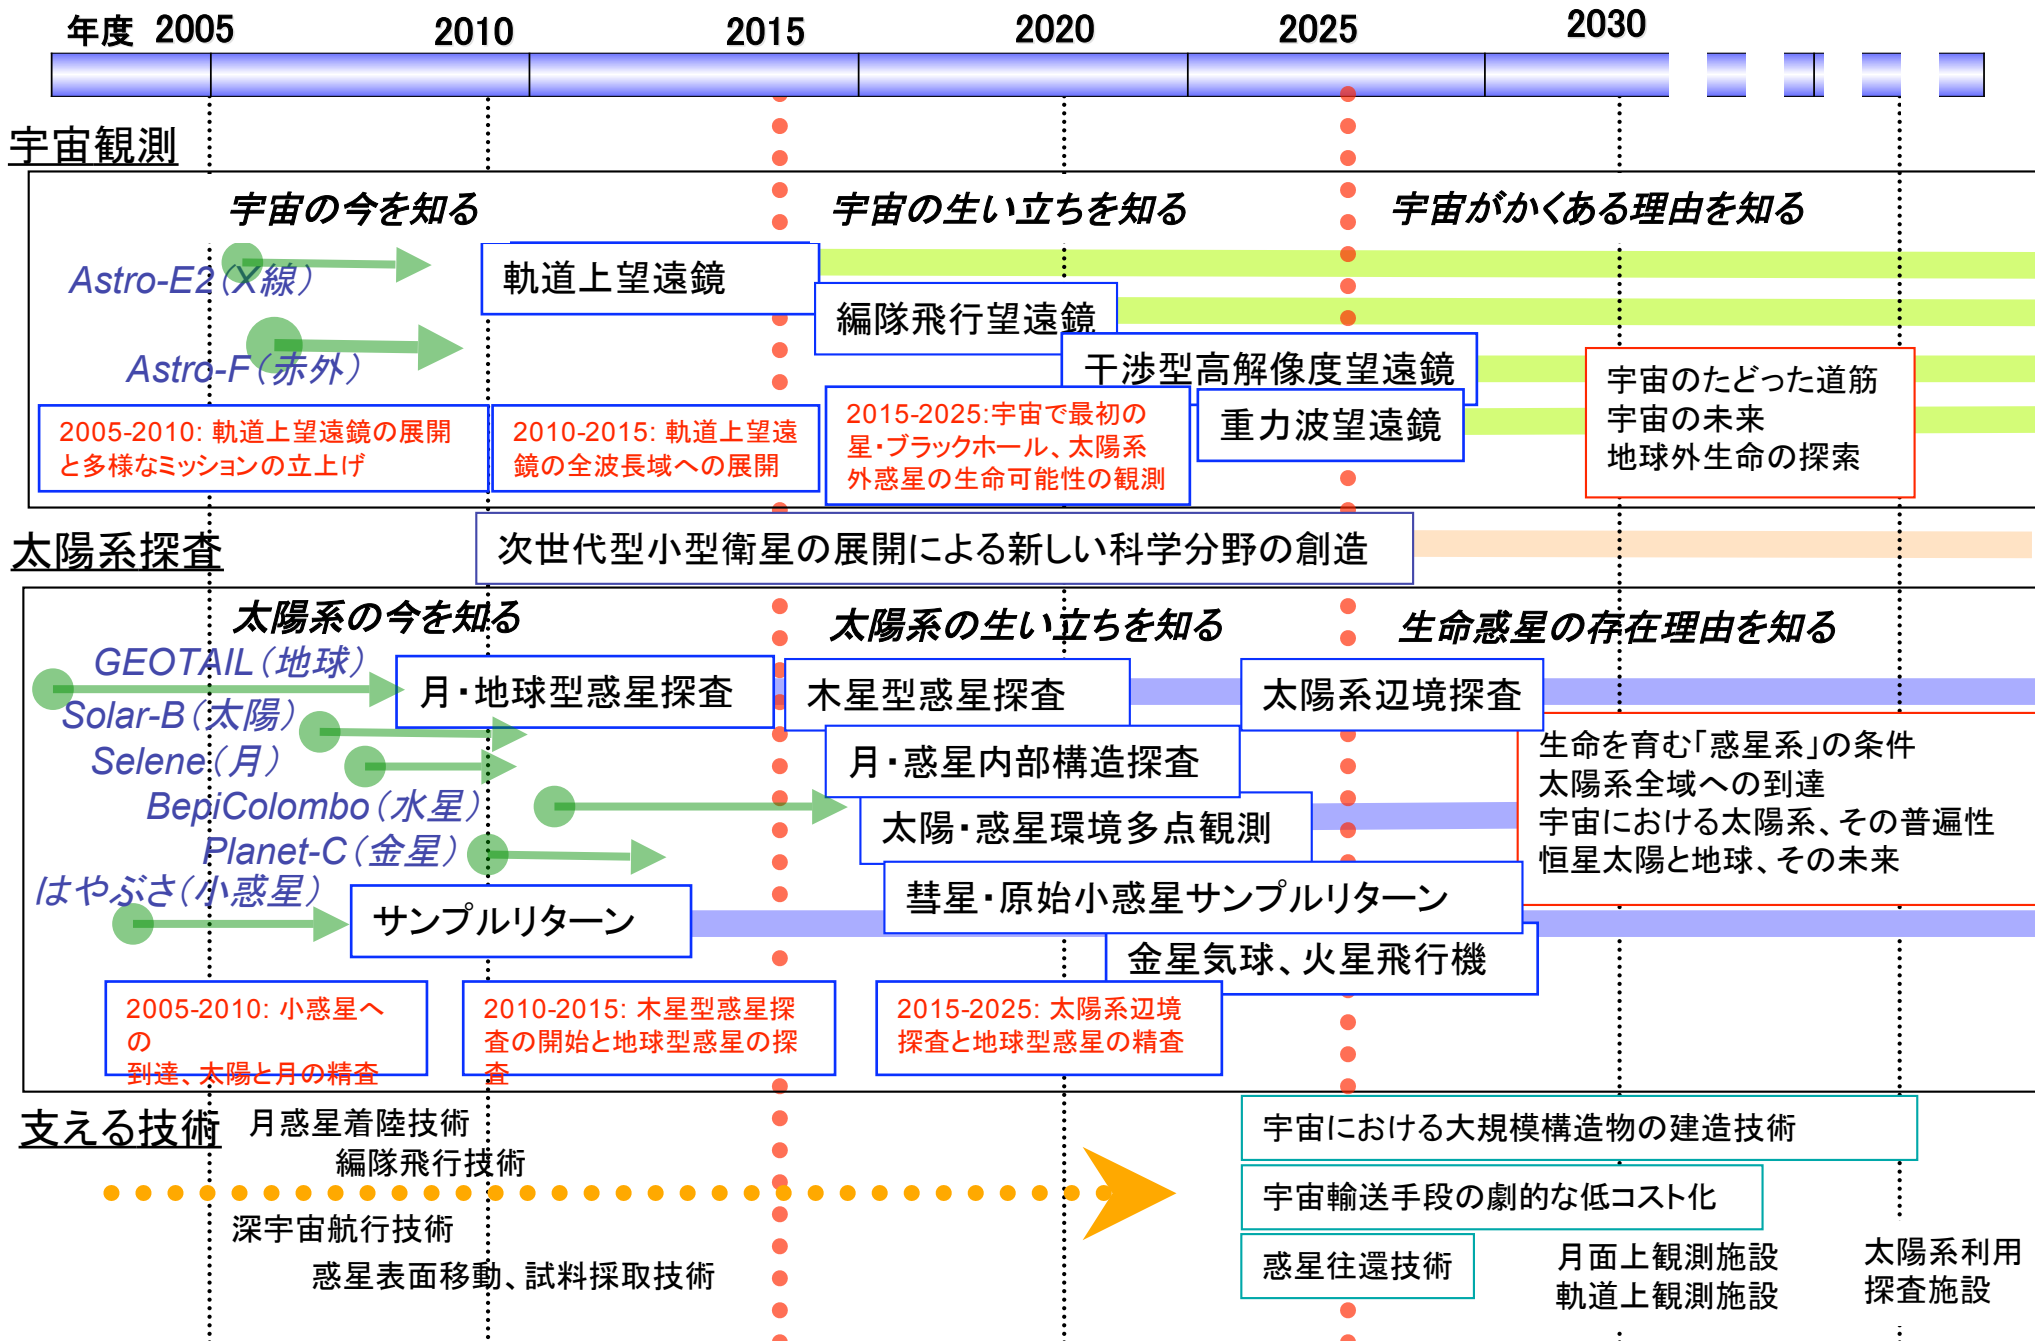 年度 2005 2010 2015 2020 2025 2030
宇宙観測
宇宙の今を知る 宇宙の生い立ちを知る 宇宙がかくある理由を知る
Astro-E2（X線）
軌道上望遠鏡
編隊飛行望遠鏡
Astro-F（赤外）
干渉型高解像度望遠鏡
重力波望遠鏡
宇宙のたどった道筋
宇宙の未来
地球外生命の探索
2005-2010: 軌道上望遠鏡の展開
と多様なミッションの立上げ
2010-2015: 軌道上望遠
鏡の全波長域への展開
2015-2025:宇宙で最初の
星・ブラックホール、太陽系
外惑星の生命可能性の観測
次世代型小型衛星の展開による新しい科学分野の創造
太陽系探査
太陽系の今を知る 太陽系の生い立ちを知る 生命惑星の存在理由を知る
GEOTAIL（地球）
月・地球型惑星探査
木星型惑星探査
太陽系辺境探査
Solar-B（太陽）
Selene（月）
月・惑星内部構造探査
BepiColombo（水星）
太陽・惑星環境多点観測
Planet-C（金星）
はやぶさ（小惑星）
サンプルリターン
彗星・原始小惑星サンプルリターン
金星気球、火星飛行機
生命を育む「惑星系」の条件
太陽系全域への到達
宇宙における太陽系、その普遍性
恒星太陽と地球、その未来
2005-2010: 小惑星へ
の
到達、太陽と月の精査
2010-2015: 木星型惑星探
査の開始と地球型惑星の探
査
2015-2025: 太陽系辺境
探査と地球型惑星の精査
支える技術
月惑星着陸技術
編隊飛行技術
深宇宙航行技術
惑星表面移動、試料採取技術
宇宙における大規模構造物の建造技術
宇宙輸送手段の劇的な低コスト化
惑星往還技術
月面上観測施設
軌道上観測施設
太陽系利用
探査施設